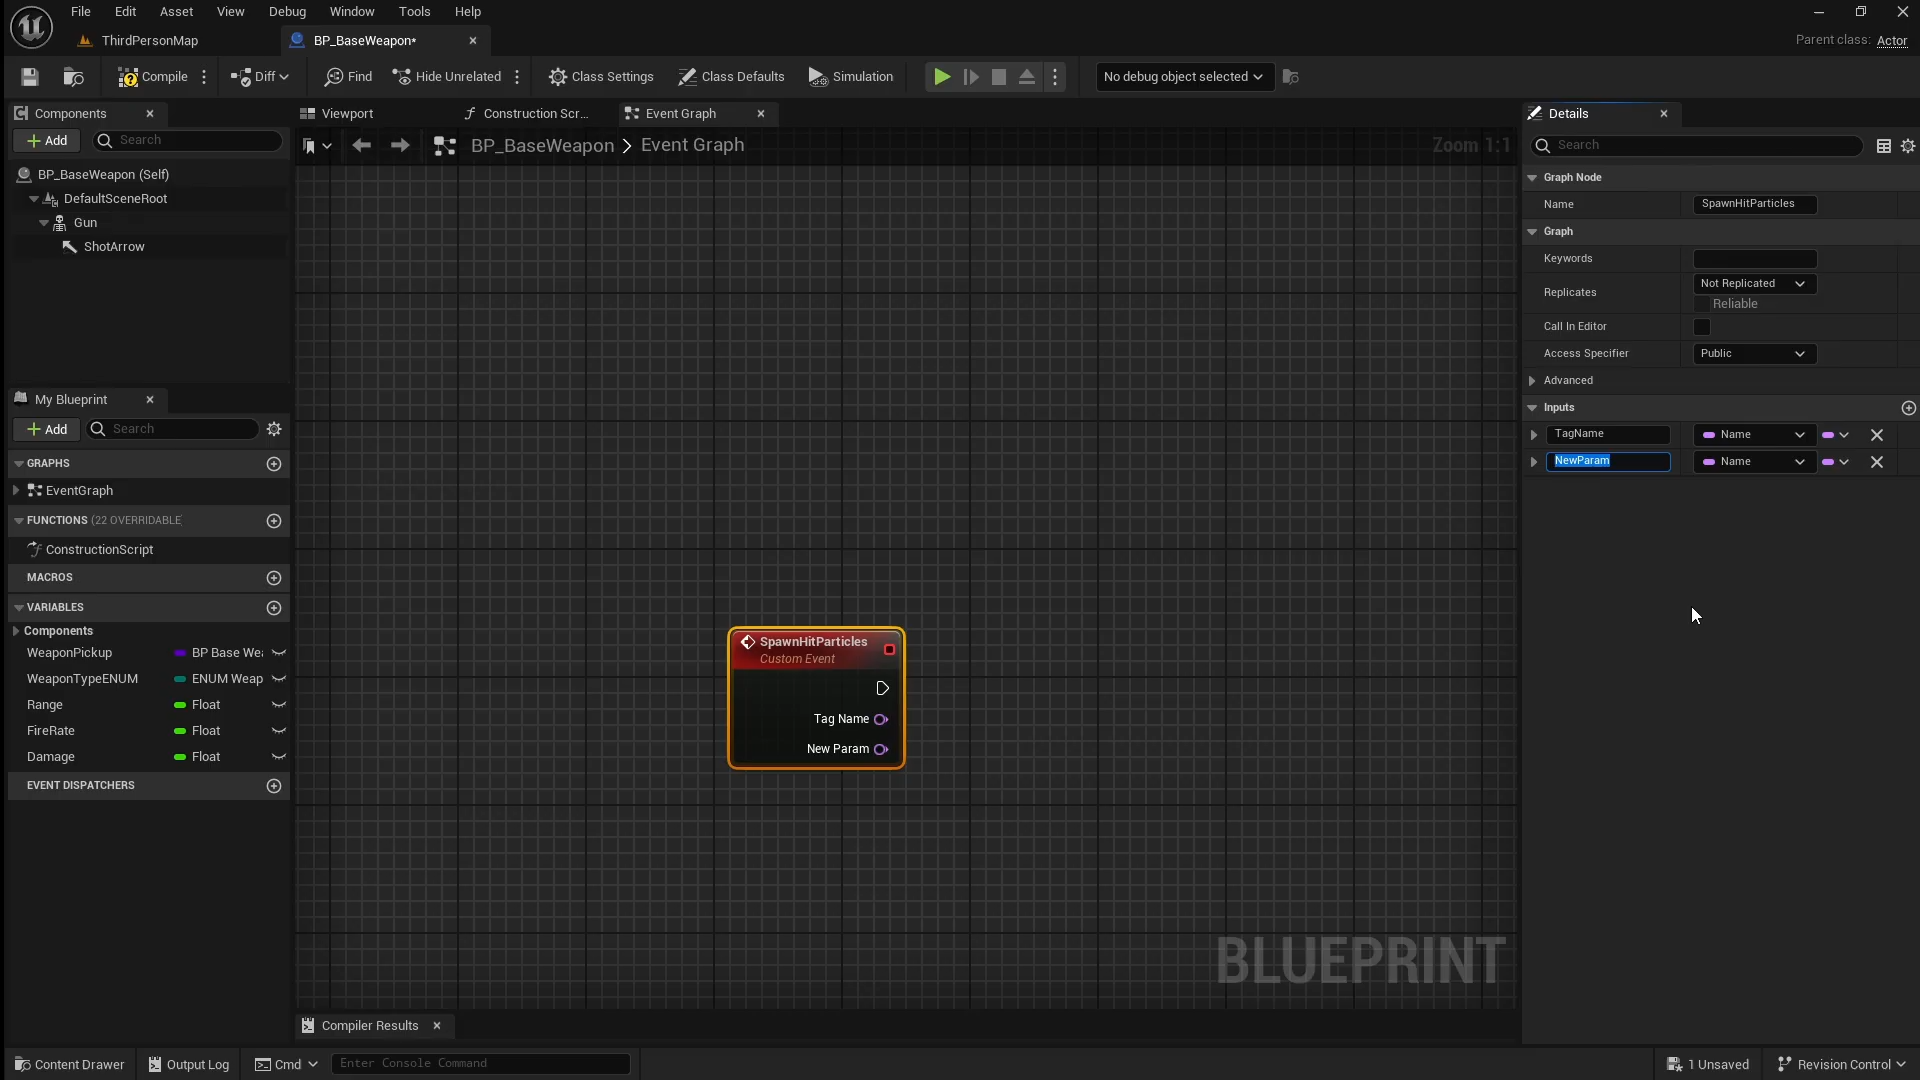 File Edit Asset View Debug Window Tools Help
ThirdPersonMap
BP_BaseWeapon*
Parent class: Actor
Compile
Diff
Find
Hide Unrelated
Class Settings
Class Defaults
Simulation
No debug object selected
Components
Add
Search
BP_BaseWeapon (Self)
DefaultSceneRoot
Gun
ShotArrow
My Blueprint
Add
Search
GRAPHS
EventGraph
FUNCTIONS (22 OVERRIDABLE
ConstructionScript
MACROS
VARIABLES
Components
WeaponPickup BP Base Wea
WeaponTypeENUM ENUM Weap
Range Float
FireRate Float
Damage Float
EVENT DISPATCHERS
Viewport
Construction Scr...
Event Graph
BP_BaseWeapon > Event Graph
Zoom 1:1
SpawnHitParticles
Custom Event
Tag Name
New Param
BLUEPRINT
Compiler Results
Details
Search
Graph Node
Name SpawnHitParticles
Graph
Keywords
Replicates Not Replicated
Reliable
Call In Editor
Access Specifier Public
Advanced
Inputs
TagName Name
NewParam Name
Content Drawer
Output Log
Cmd
Enter Console Command
1 Unsaved
Revision Control